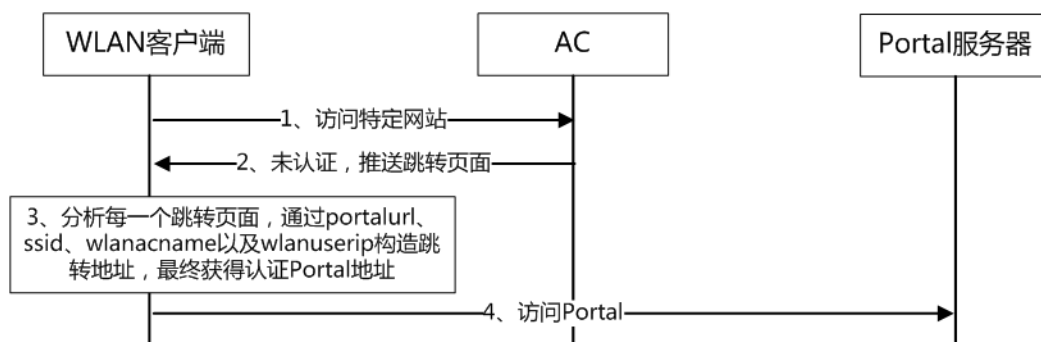 WLAN客户端
AC
Portal服务器
1、访问特定网站
2、未认证，推送跳转页面
3、分析每一个跳转页面，通过portalurl、
ssid、wlanacname以及wlanuserip构造跳
转地址，最终获得认证Portal地址
4、访问Portal